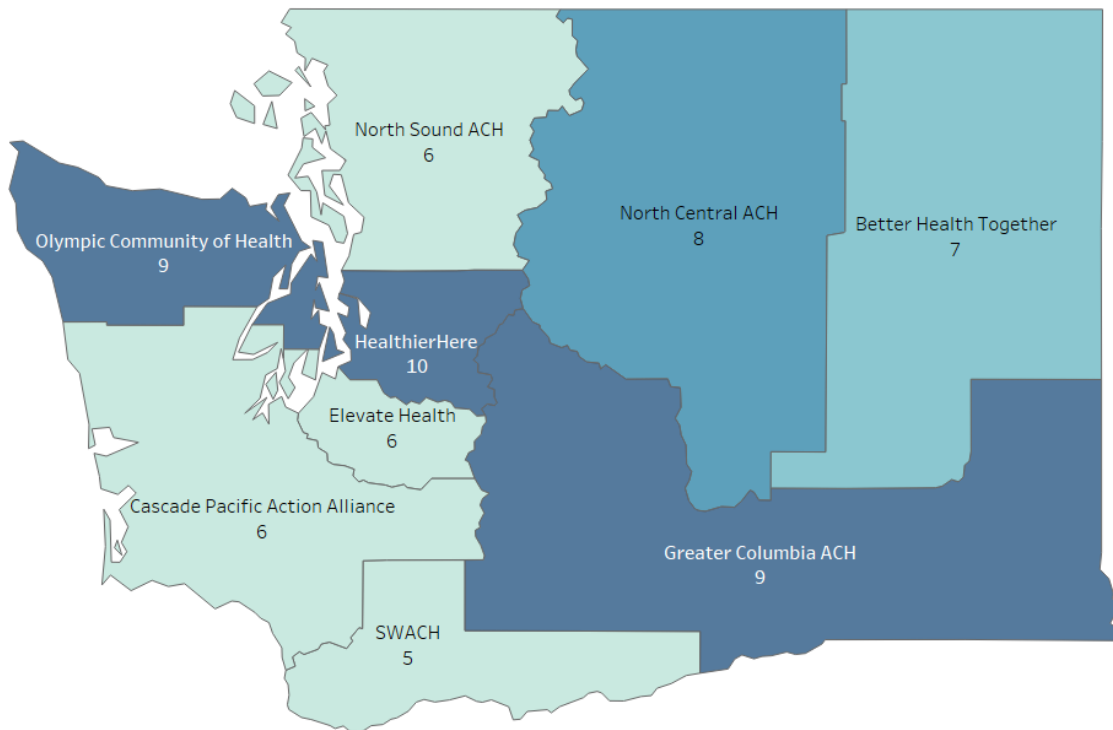 North Sound ACH
6
North Central ACH
8
Better Health Together
7
Olympic Community of Health
9
HealthierHere
10
Elevate Health
6
Cascade Pacific Action Alliance
6
Greater Columbia ACH
9
SWACH
5